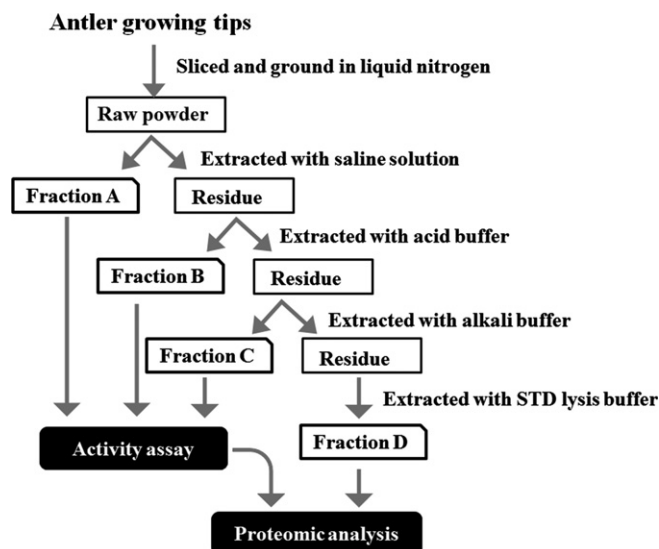 Antler growing tips
Sliced and ground in liquid nitrogen
Raw powder
Extracted with saline solution
Fraction A
Residue
Extracted with acid buffer
Fraction B
Residue
Extracted with alkali buffer
Fraction C
Residue
Extracted with STD lysis buffer
Activity assay
Fraction D
Proteomic analysis